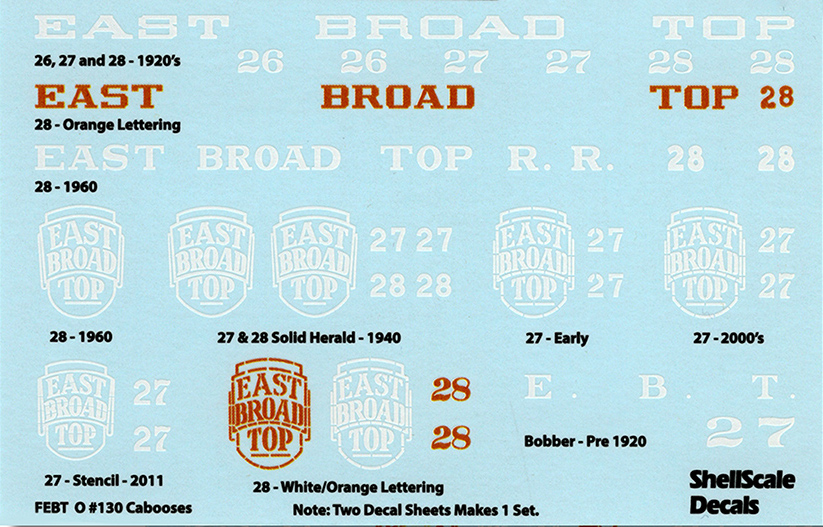 EAST BROAD TOP
26, 27 and 28 - 1920's
26 26 27 27 28 28
EAST BROAD TOP 28
28 - Orange Lettering
EAST BROAD TOP R. R. 28 28
28 - 1960
EAST
BROAD
TOP
EAST
BROAD
TOP
EAST
BROAD
TOP
27 27
28 28
EAST
BROAD
TOP
27
27
EAST
BROAD
TOP
27
27
28 - 1960
27 & 28 Solid Herald - 1940
27 - Early
27 - 2000's
EAST
BROAD
TOP
27
27
EAST
BROAD
TOP
EAST
BROAD
TOP
28
28
E. B. T.
27
Bobber - Pre 1920
27 - Stencil - 2011
28 - White/Orange Lettering
FEBT O #130 Cabooses
Note: Two Decal Sheets Makes 1 Set.
ShellScale
Decals